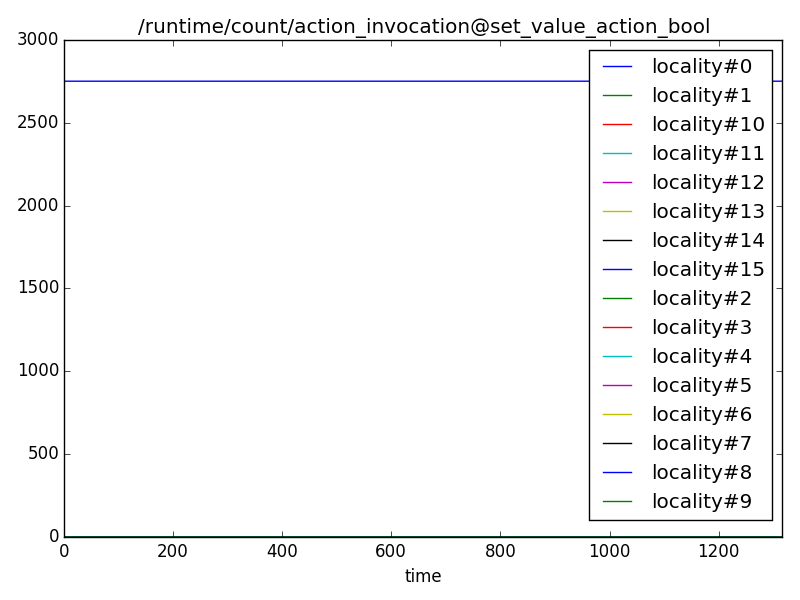 /runtime/count/action_invocation@set_value_action_bool
3000
2500
2000
1500
1000
500
0
locality#0
locality#1
locality#10
locality#11
locality#12
locality#13
locality#14
locality#15
locality#2
locality#3
locality#4
locality#5
locality#6
locality#7
locality#8
locality#9
0 200 400 600 800 1000 1200
time